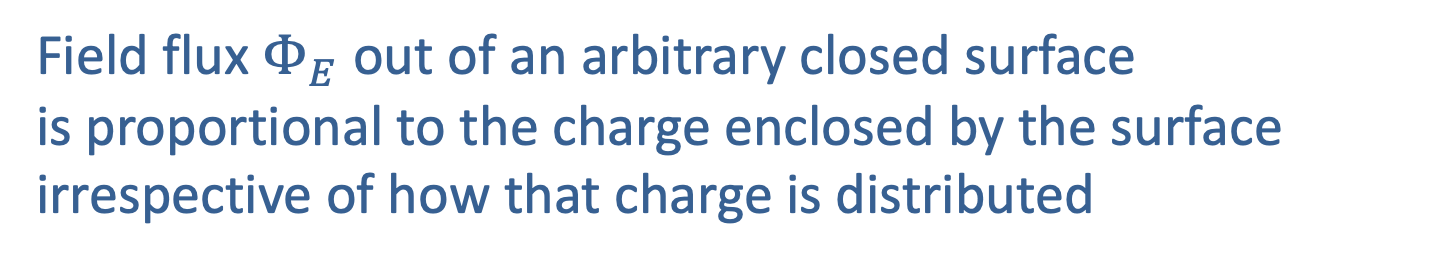 Field flux Φ_E out of an arbitrary closed surface
is proportional to the charge enclosed by the surface
irrespective of how that charge is distributed